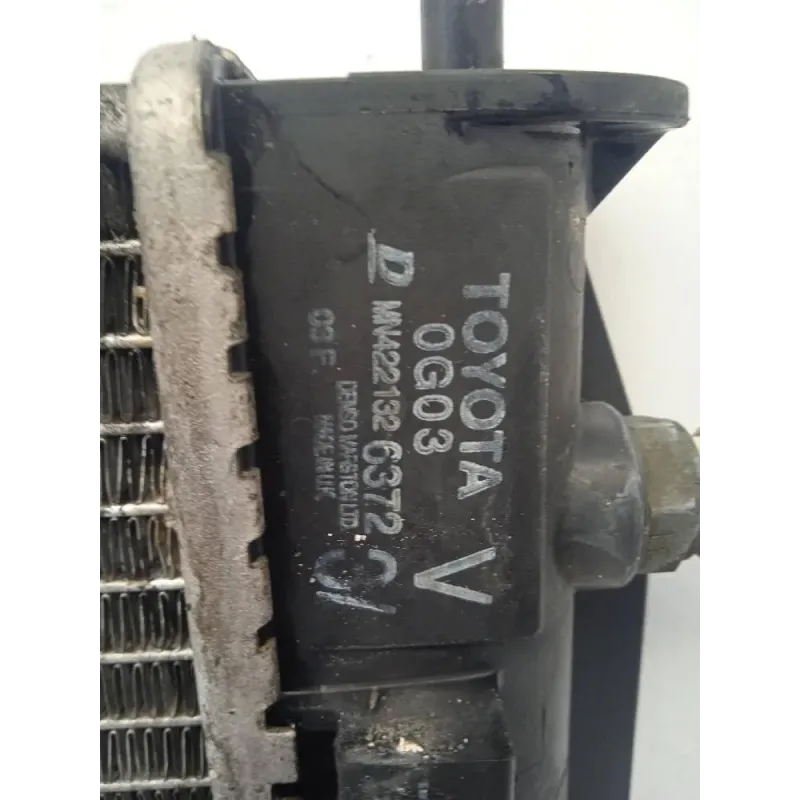 TOYOTA V
0G03
D MN422132 6372
DENSO MARSTON LTD.
MADE IN UK
03 F.